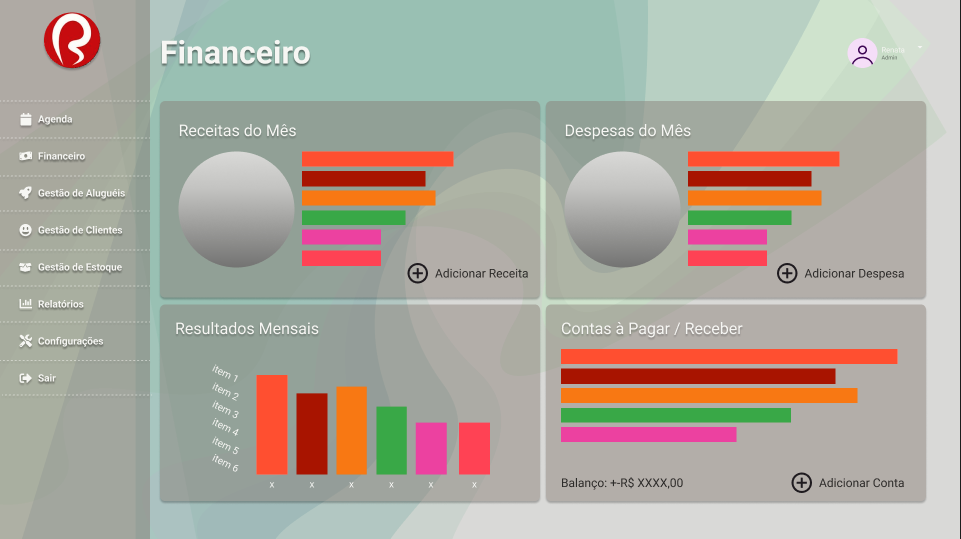 Financeiro
Admin
Agenda
Financeiro
Gestão de Aluguéis
Gestão de Clientes
Gestão de Estoque
Relatórios
Configurações
Sair
Receitas do Mês
Adicionar Receita
Despesas do Mês
Adicionar Despesa
Resultados Mensais
item 1
item 2
item 3
item 4
item 5
item 6
x x x x x x
Contas à Pagar / Receber
Balanço: +-R$ XXXX,00
Adicionar Conta